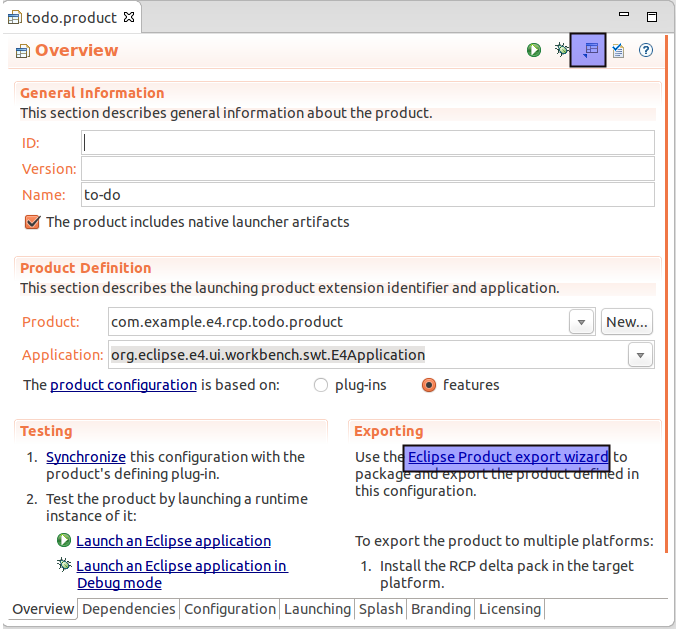 todo.product
Overview
General Information
This section describes general information about the product.
ID:
Version:
Name: to-do
The product includes native launcher artifacts
Product Definition
This section describes the launching product extension identifier and application.
Product: com.example.e4.rcp.todo.product New...
Application: org.eclipse.e4.ui.workbench.swt.E4Application
The product configuration is based on: plug-ins features
Testing
1. Synchronize this configuration with the
product's defining plug-in.
2. Test the product by launching a runtime
instance of it:
Launch an Eclipse application
Launch an Eclipse application in
Debug mode
Exporting
Use the Eclipse Product export wizard to
package and export the product defined in
this configuration.
To export the product to multiple platforms:
1. Install the RCP delta pack in the target
platform.
Overview Dependencies Configuration Launching Splash Branding Licensing